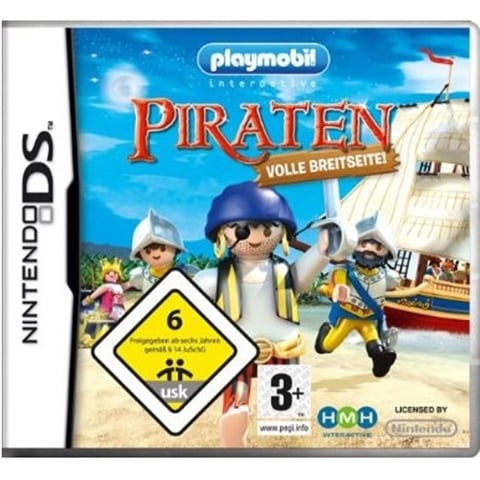 NINTENDO DS™
playmobil
interactive
PIRATEN
VOLLE BREITSEITE!
6
Freigegeben ab sechs Jahren
gemäß § 14 JuSchG
usk
3+
www.pegi.info
HMH
INTERACTIVE
LICENSED BY
Nintendo